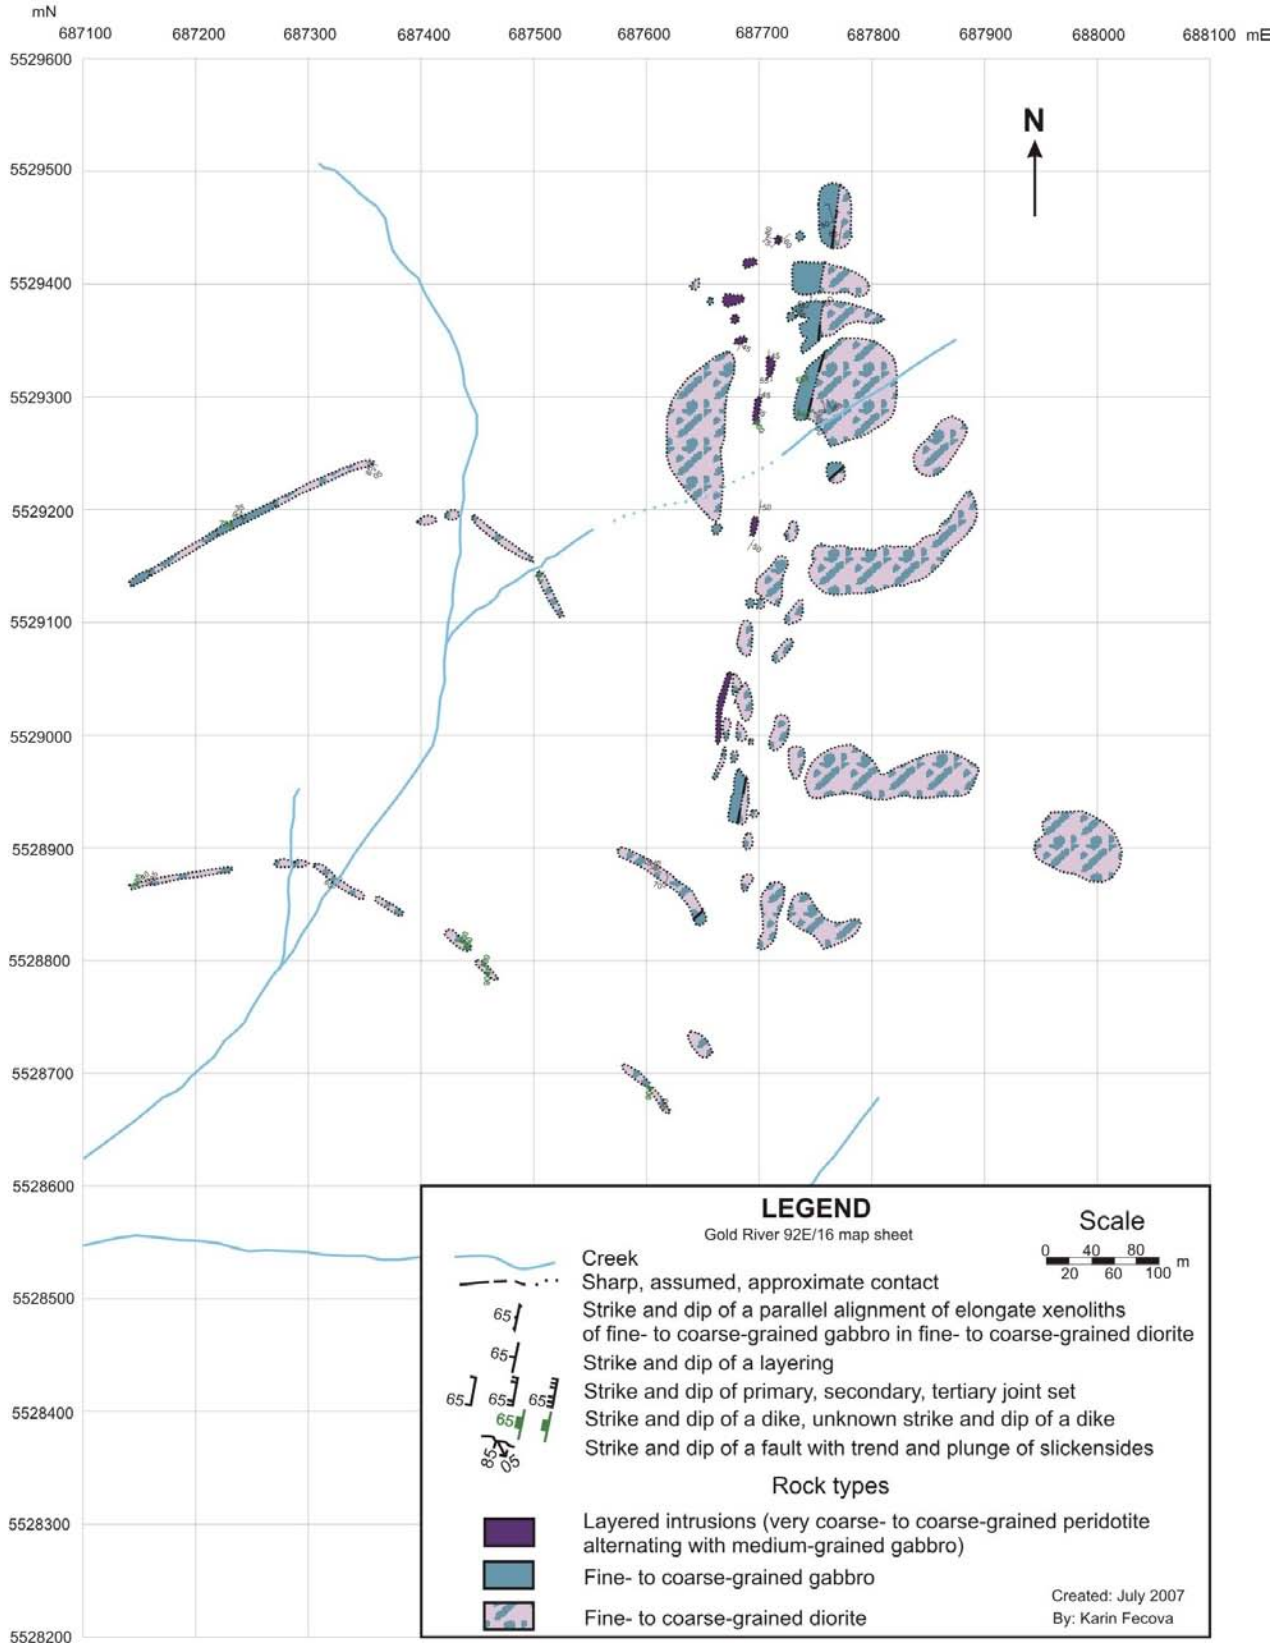 mN
687100 687200 687300 687400 687500 687600 687700 687800 687900 688000 688100 mE
5529600
N
5529500
5529400
5529300
5529200
5529100
5529000
5528900
5528800
5528700
5528600
5528500
5528400
5528300
5528200
LEGEND
Gold River 92E/16 map sheet
Scale
0 40 80 m
20 60 100
Creek
Sharp, assumed, approximate contact
65 Strike and dip of a parallel alignment of elongate xenoliths
of fine- to coarse-grained gabbro in fine- to coarse-grained diorite
65 Strike and dip of a layering
65 65 65 Strike and dip of primary, secondary, tertiary joint set
65 Strike and dip of a dike, unknown strike and dip of a dike
85 05 Strike and dip of a fault with trend and plunge of slickensides
Rock types
Layered intrusions (very coarse- to coarse-grained peridotite
alternating with medium-grained gabbro)
Fine- to coarse-grained gabbro
Fine- to coarse-grained diorite
Created: July 2007
By: Karin Fecova